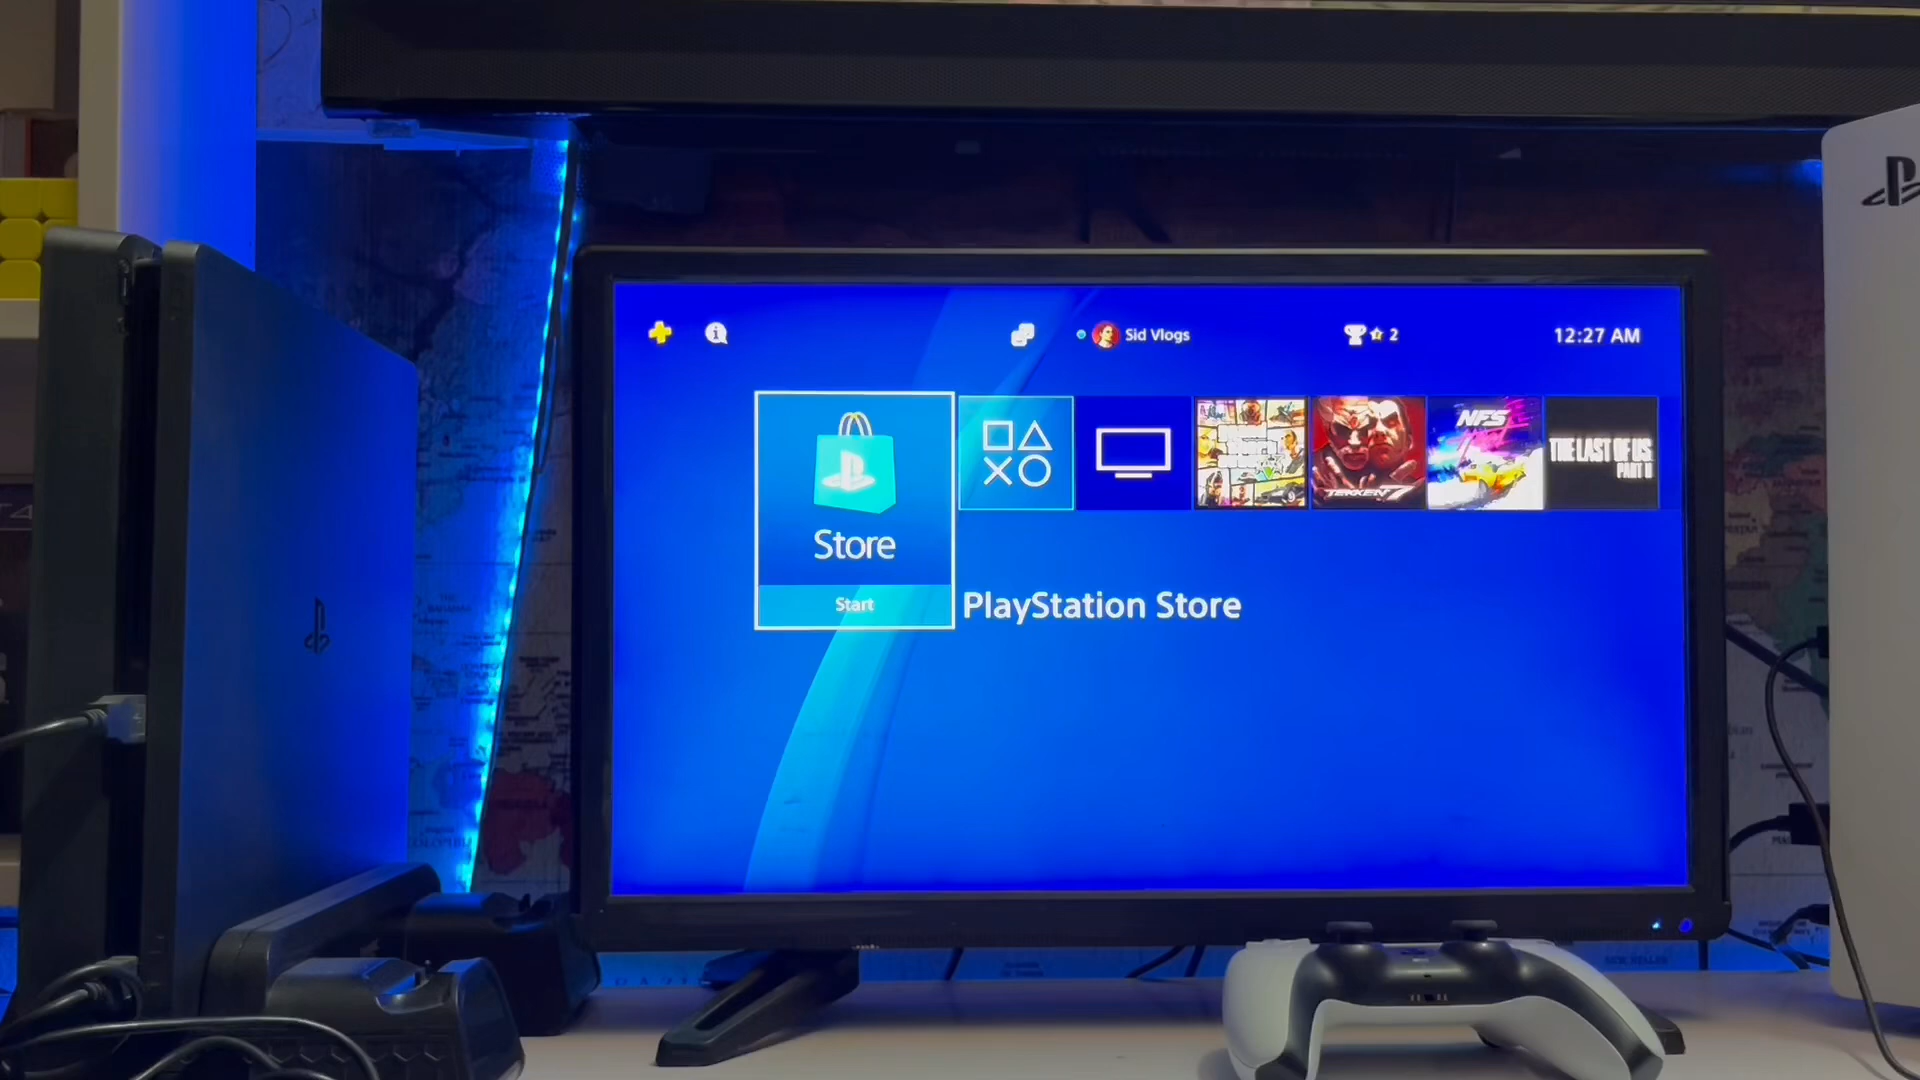 Sid Vlogs
2
12:27 AM
Store
Start
PlayStation Store
TEKKEN 7
NFS
THE LAST OF US
PART II